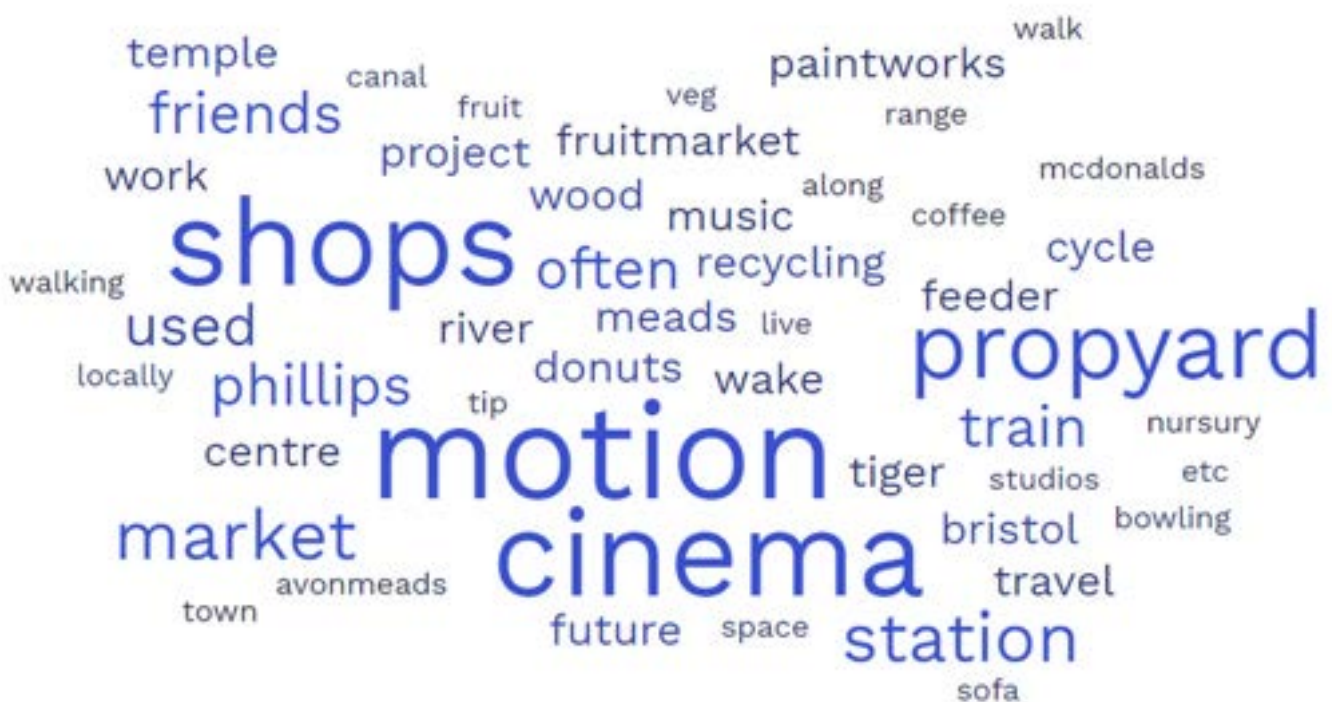 walk
temple
paintworks
canal
friends
fruit
veg
range
project
fruitmarket
work
mcdonalds
wood
along
music
coffee
shops
often
recycling
cycle
walking
feeder
used
river
meads
live
propyard
locally
phillips
donuts
wake
tip
train
nursury
centre
motion
tiger
studios
etc
market
cinema
bristol
bowling
avonmeads
travel
town
future
space
station
sofa